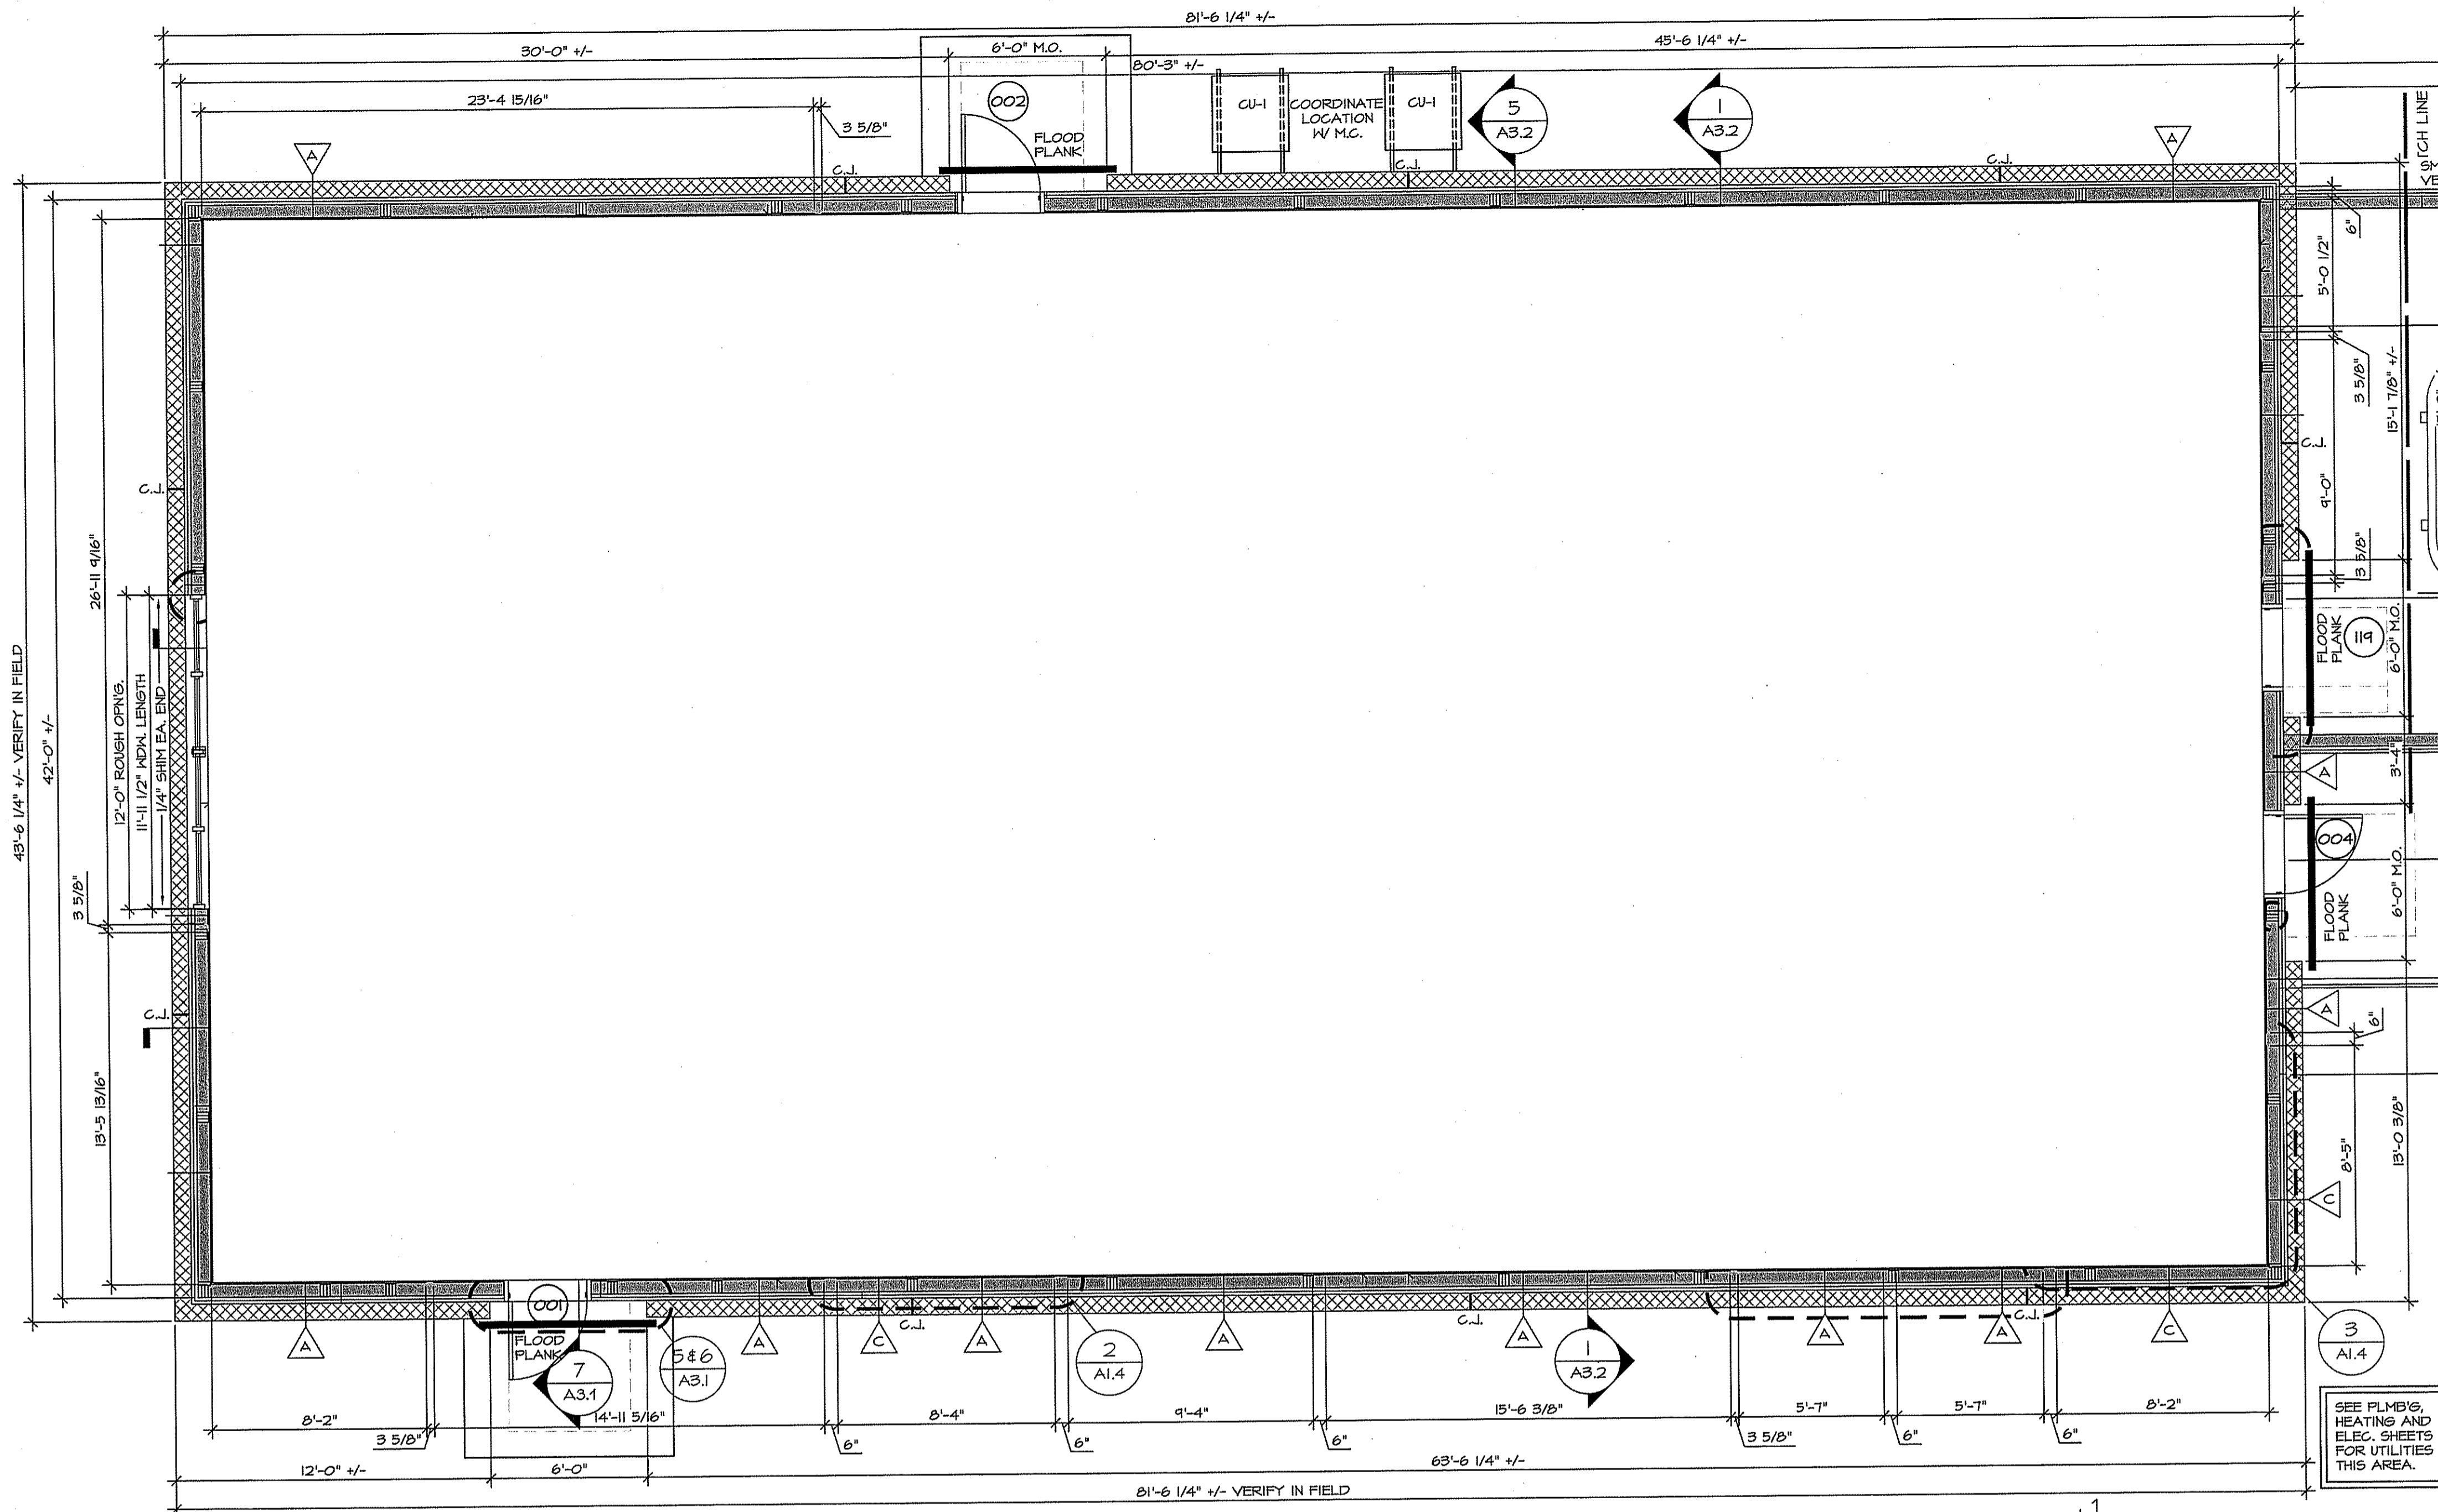 81'-6 1/4" +/-
30'-0" +/-
6'-0" M.O.
45'-6 1/4" +/-
80'-3" +/-
23'-4 15/16"
3 5/8"
002
FLOOD
PLANK
CU-1
COORDINATE
LOCATION
W/ M.C.
CU-1
5
A3.2
1
A3.2
A
A
C.J.
C.J.
C.J.
TCH LINE
6"
5'-0 1/2"
3 5/8"
15'-1 7/8" +/-
C.J.
9'-0"
3 5/8"
FLOOD
PLANK
119
6'-0" M.O.
3'-4"
A
004
6'-0" M.O.
FLOOD
PLANK
A
6"
8'-5"
13'-0 3/8"
C
43'-6 1/4" +/- VERIFY IN FIELD
42'-0" +/-
26'-11 9/16"
C.J.
12'-0" ROUGH OPN'G.
11'-11 1/2" WDW. LENGTH
1/4" SHIM EA. END
3 5/8"
C.J.
13'-5 13/16"
001
FLOOD
PLANK
7
A3.1
5&6
A3.1
A
A
C
C.J.
A
2
A1.4
A
C.J.
A
1
A3.2
A
A
C.J.
C
3
A1.4
8'-2"
3 5/8"
14'-11 5/16"
6"
8'-4"
6"
9'-4"
6"
15'-6 3/8"
3 5/8"
5'-7"
6"
5'-7"
6"
8'-2"
12'-0" +/-
6'-0"
63'-6 1/4" +/-
81'-6 1/4" +/- VERIFY IN FIELD
SEE PLMB'G,
HEATING AND
ELEC. SHEETS
FOR UTILITIES
THIS AREA.
1